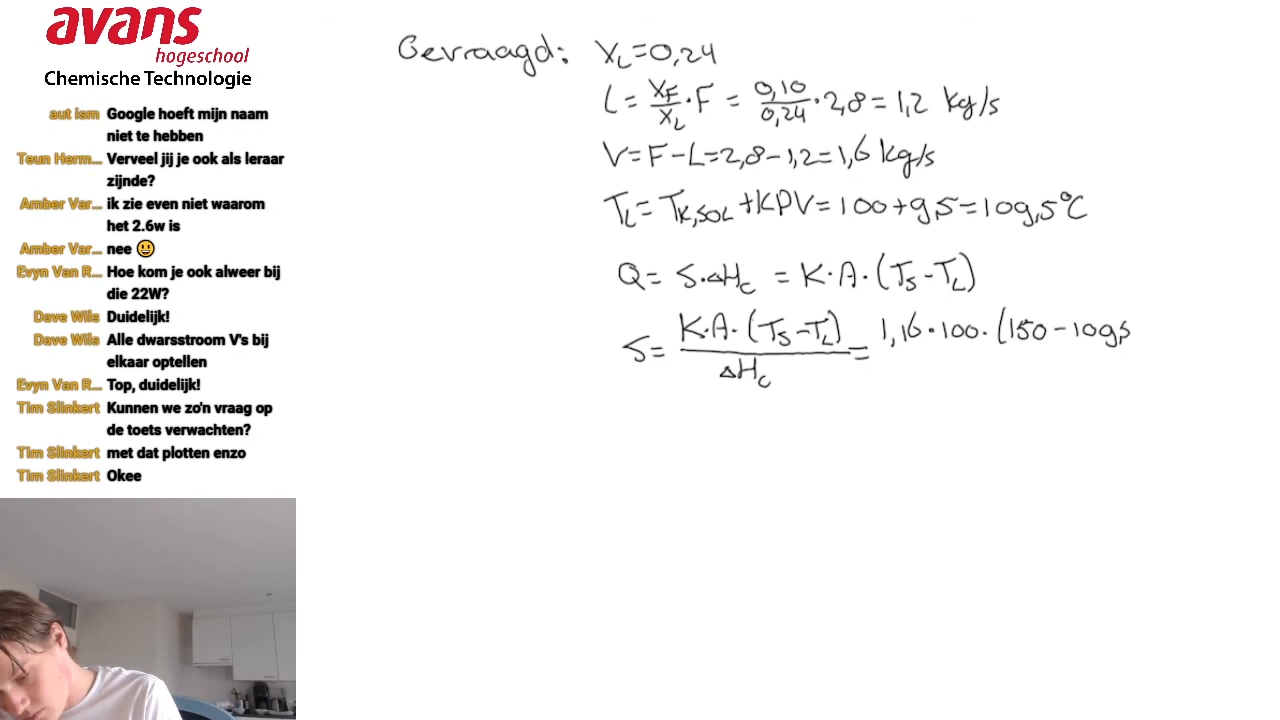 avans
hogeschool
Chemische Technologie
aut ism Google hoeft mijn naam
niet te hebben
Teun Herm... Verveel jij je ook als leraar
zijnde?
Amber Var... ik zie even niet waarom
het 2.6w is
Amber Var... nee 😃
Evyn Van R... Hoe kom je ook alweer bij
die 22W?
Dave Wils Duidelijk!
Dave Wils Alle dwarsstroom V's bij
elkaar optellen
Evyn Van R... Top, duidelijk!
Tim Slinkert Kunnen we zo'n vraag op
de toets verwachten?
Tim Slinkert met dat plotten enzo
Tim Slinkert Okee
Gevraagd: X_L = 0,24
L = X_F/X_L · F = 0,10/0,24 · 2,8 = 1,2 kg/s
V = F - L = 2,8 - 1,2 = 1,6 kg/s
T_L = T_K,SOL + KPV = 100 + 9,5 = 109,5 °C
Q = S · ΔH_C = K · A · (T_S - T_L)
S = K · A · (T_S - T_L) / ΔH_C = 1,16 · 100 · (150 - 109,5